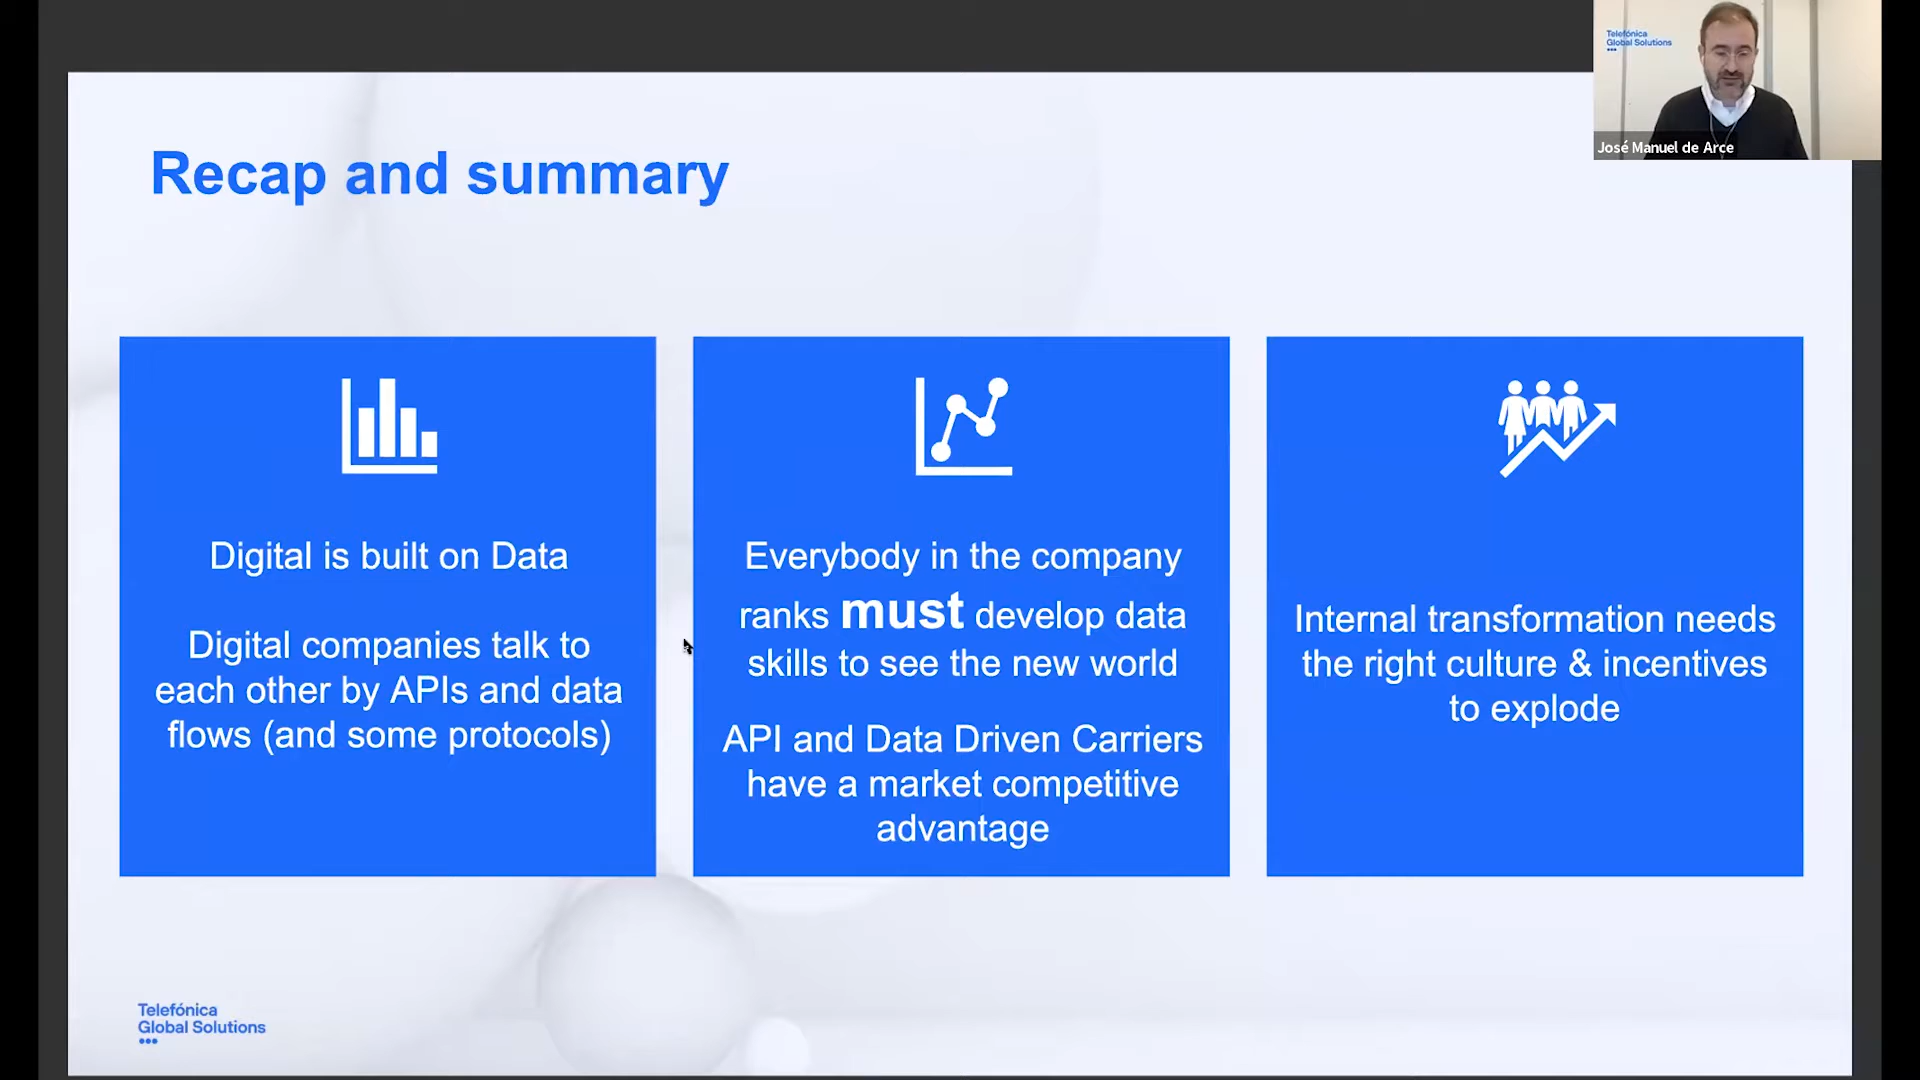 Telefónica
Global Solutions
José Manuel de Arce
Recap and summary
Digital is built on Data
Digital companies talk to
each other by APIs and data
flows (and some protocols)
Everybody in the company
ranks must develop data
skills to see the new world
API and Data Driven Carriers
have a market competitive
advantage
Internal transformation needs
the right culture & incentives
to explode
Telefónica
Global Solutions